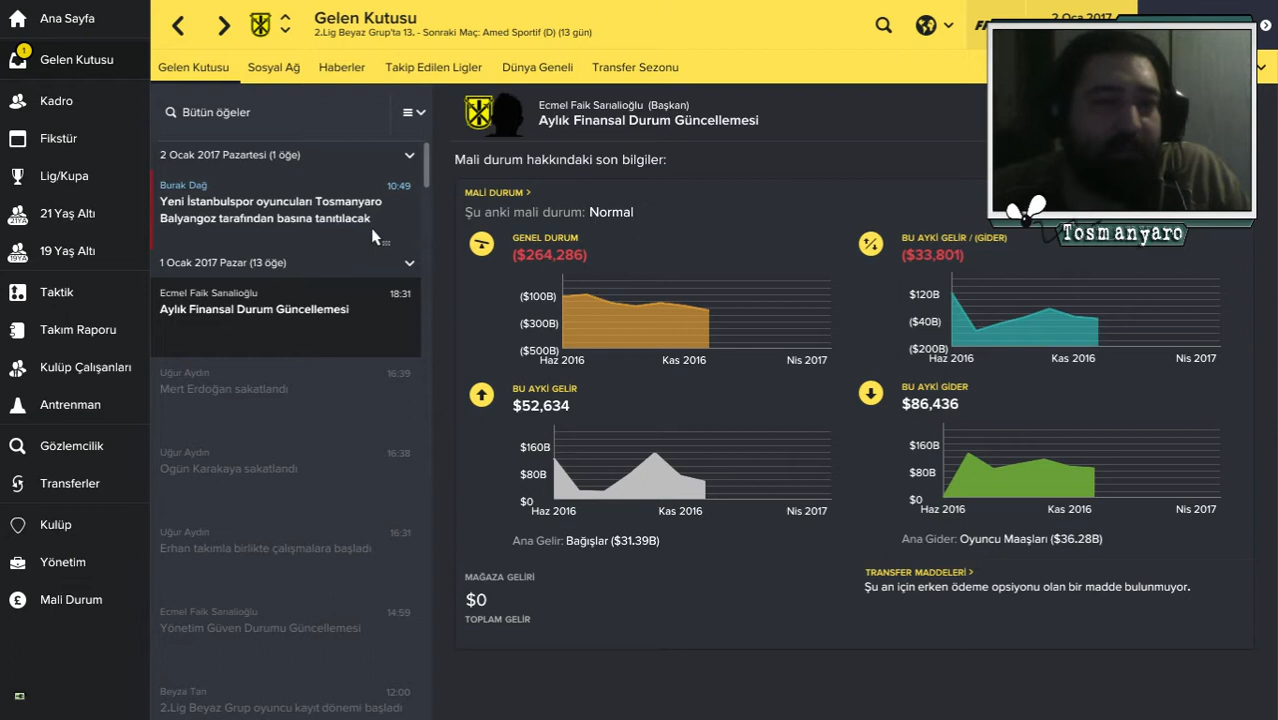 Ana Sayfa
1
Gelen Kutusu
Kadro
Fikstür
Lig/Kupa
21 Yaş Altı
19 Yaş Altı
Taktik
Takım Raporu
Kulüp Çalışanları
Antrenman
Gözlemcilik
Transferler
Kulüp
Yönetim
Mali Durum
Gelen Kutusu
2.Lig Beyaz Grup'ta 13. - Sonraki Maç: Amed Sportif (D) (13 gün)
2 Oca 2017
Gelen Kutusu
Sosyal Ağ
Haberler
Takip Edilen Ligler
Dünya Geneli
Transfer Sezonu
Bütün öğeler
2 Ocak 2017 Pazartesi (1 öğe)
Burak Dağ 10:49
Yeni İstanbulspor oyuncuları Tosmanyaro
Balyangoz tarafından basına tanıtılacak
1 Ocak 2017 Pazar (13 öğe)
Ecmel Faik Sarıalioğlu 18:31
Aylık Finansal Durum Güncellemesi
Uğur Aydın 16:39
Mert Erdoğan sakatlandı
Uğur Aydın 16:38
Ogün Karakaya sakatlandı
Uğur Aydın 16:31
Erhan takımla birlikte çalışmalara başladı
Ecmel Faik Sarıalioğlu 14:59
Yönetim Güven Durumu Güncellemesi
Beyza Tan 12:00
2.Lig Beyaz Grup oyuncu kayıt dönemi başladı
Ecmel Faik Sarıalioğlu (Başkan)
Aylık Finansal Durum Güncellemesi
Mali durum hakkındaki son bilgiler:
MALİ DURUM >
Şu anki mali durum: Normal
GENEL DURUM
($264,286)
($100B)
($300B)
($500B)
Haz 2016 Kas 2016 Nis 2017
BU AYKİ GELİR / (GİDER)
($33,801)
$120B
($40B)
($200B)
Haz 2016 Kas 2016 Nis 2017
BU AYKİ GELİR
$52,634
$160B
$80B
$0
Haz 2016 Kas 2016 Nis 2017
Ana Gelir: Bağışlar ($31.39B)
BU AYKİ GİDER
$86,436
$160B
$80B
$0
Haz 2016 Kas 2016 Nis 2017
Ana Gider: Oyuncu Maaşları ($36.28B)
MAĞAZA GELİRİ
$0
TOPLAM GELİR
TRANSFER MADDELERİ >
Şu an için erken ödeme opsiyonu olan bir madde bulunmuyor.
Tosmanyaro